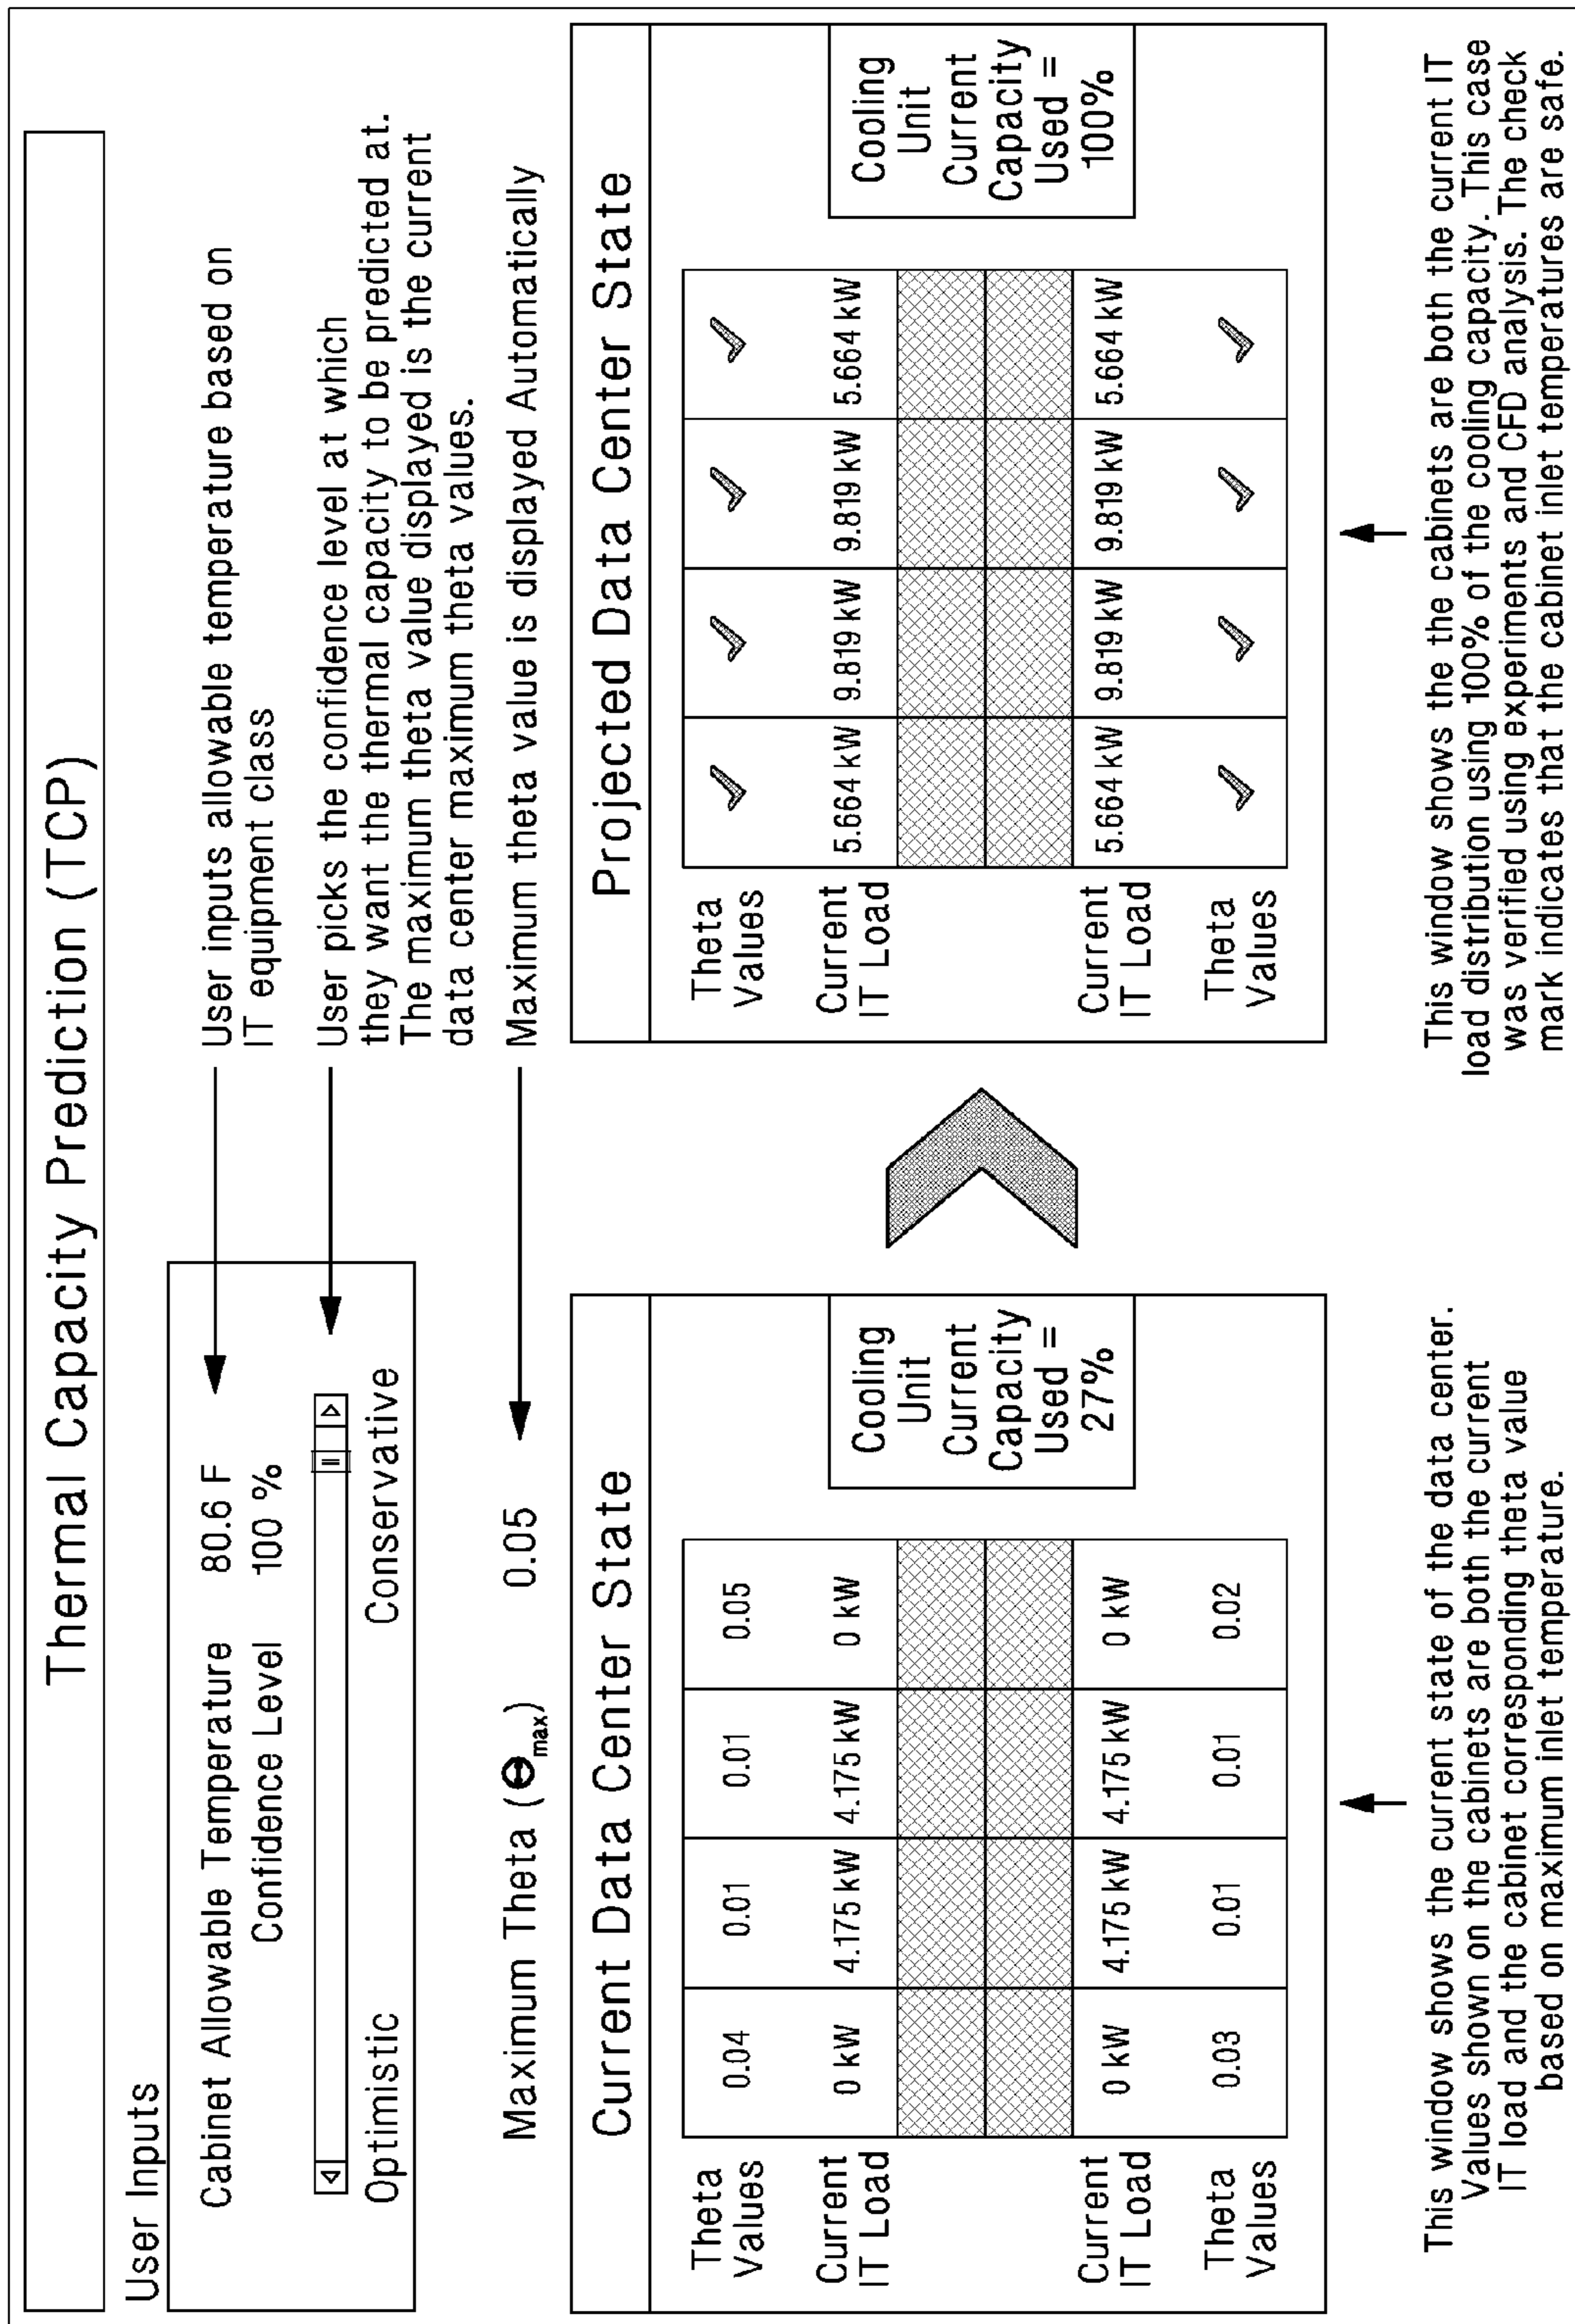 Thermal Capacity Prediction (TCP)
User Inputs
Cabinet Allowable Temperature 80.6 F
Confidence Level 100 %
Optimistic Conservative
User inputs allowable temperature based on
IT equipment class
User picks the confidence level at which
they want the thermal capacity to be predicted at.
The maximum theta value displayed is the current
data center maximum theta values.
Maximum Theta (Θmax) 0.05
Maximum theta value is displayed Automatically
Current Data Center State
Theta
Values
0.04 0.01 0.01 0.05
Current
IT Load
0 kW 4.175 kW 4.175 kW 0 kW
Current
IT Load
0 kW 4.175 kW 4.175 kW 0 kW
Theta
Values
0.03 0.01 0.01 0.02
Cooling
Unit
Current
Capacity
Used =
27%
This window shows the current state of the data center.
Values shown on the cabinets are both the current
IT load and the cabinet corresponding theta value
based on maximum inlet temperature.
Projected Data Center State
Theta
Values
Current
IT Load
5.664 kW 9.819 kW 9.819 kW 5.664 kW
Current
IT Load
5.664 kW 9.819 kW 9.819 kW 5.664 kW
Theta
Values
Cooling
Unit
Current
Capacity
Used =
100%
This window shows the the cabinets are both the current IT
load distribution using 100% of the cooling capacity. This case
was verified using experiments and CFD analysis. The check
mark indicates that the cabinet inlet temperatures are safe.